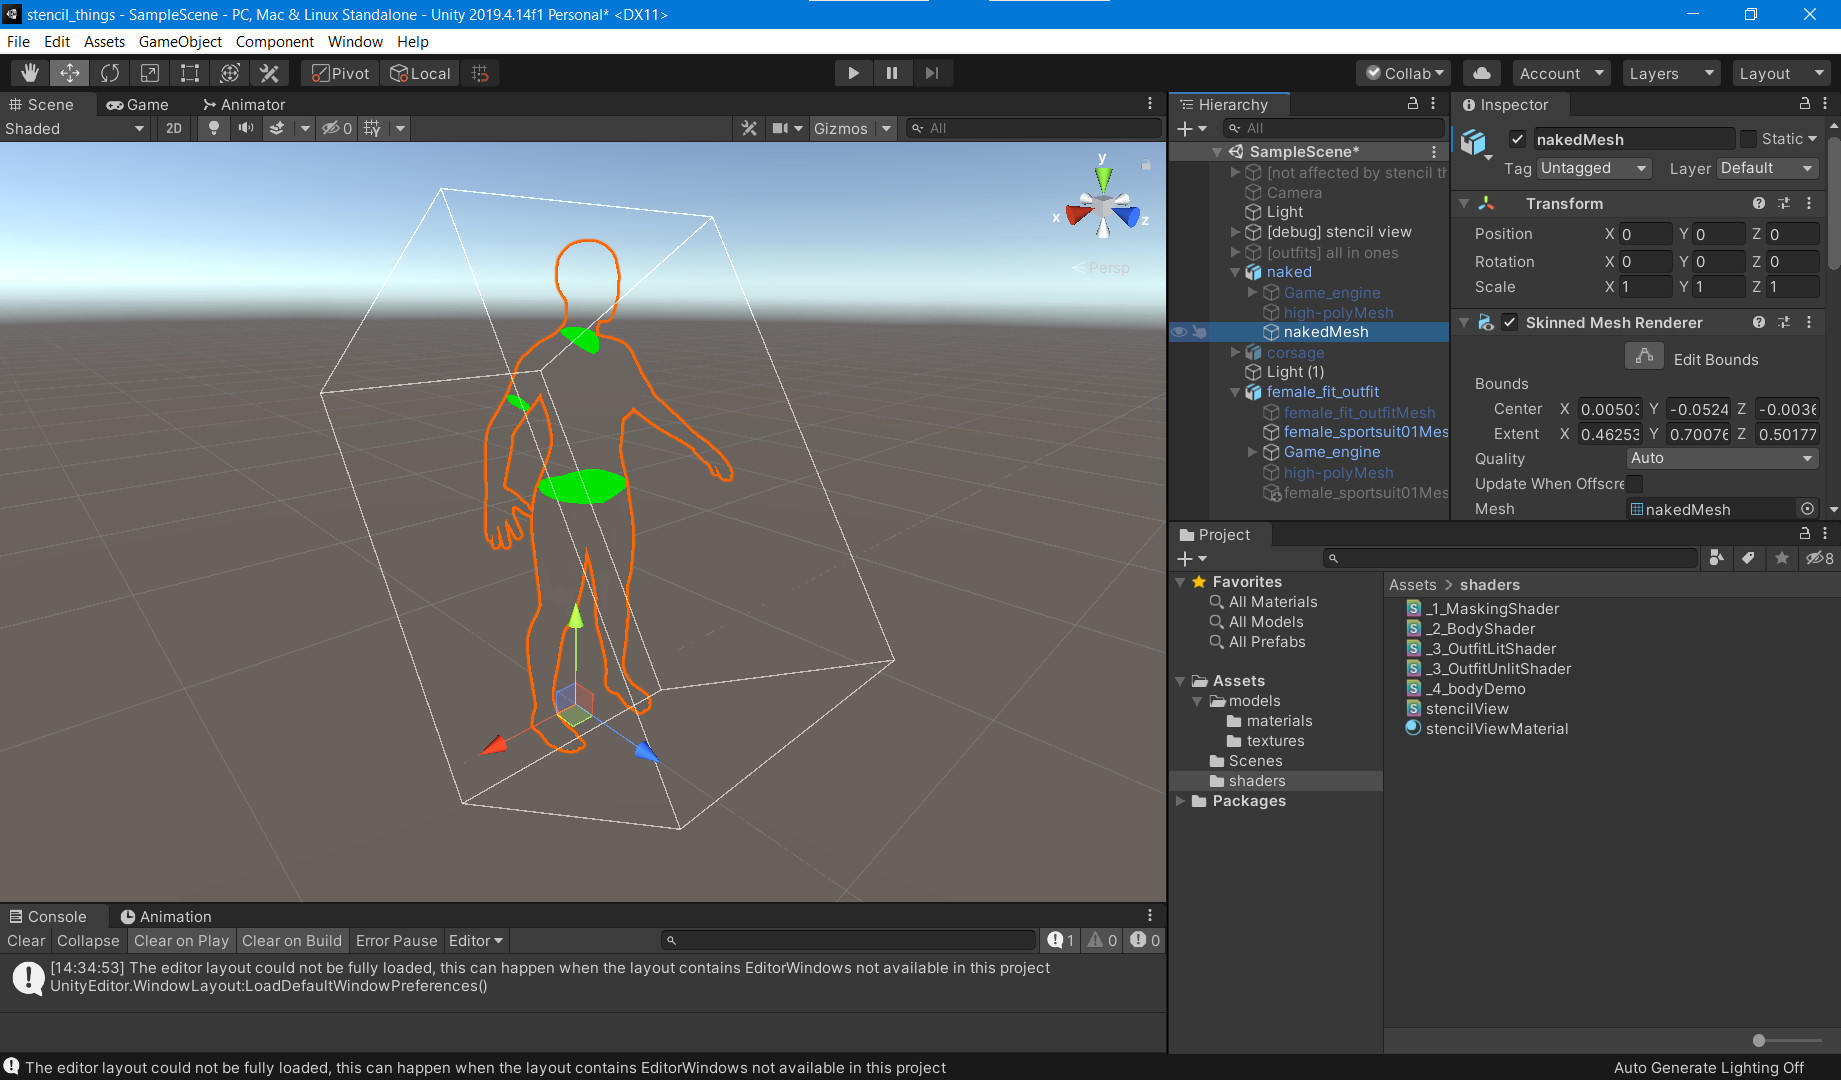 stencil_things - SampleScene - PC, Mac & Linux Standalone - Unity 2019.4.14f1 Personal* <DX11>
File Edit Assets GameObject Component Window Help
Pivot Local Collab Account Layers Layout
Scene Game Animator
Shaded 2D 0 Gizmos All
y
x
z
Persp
Hierarchy
All
SampleScene*
[not affected by stencil th
Camera
Light
[debug] stencil view
[outfits] all in ones
naked
Game_engine
high-polyMesh
nakedMesh
corsage
Light (1)
female_fit_outfit
female_fit_outfitMesh
female_sportsuit01Mes
Game_engine
high-polyMesh
female_sportsuit01Mes
Inspector
nakedMesh Static
Tag Untagged Layer Default
Transform
Position X 0 Y 0 Z 0
Rotation X 0 Y 0 Z 0
Scale X 1 Y 1 Z 1
Skinned Mesh Renderer
Edit Bounds
Bounds
Center X 0.00503 Y -0.0524 Z -0.0036
Extent X 0.46253 Y 0.70076 Z 0.50177
Quality Auto
Update When Offscre
Mesh nakedMesh
Project
8
Favorites
All Materials
All Models
All Prefabs
Assets
models
materials
textures
Scenes
shaders
Packages
Assets > shaders
_1_MaskingShader
_2_BodyShader
_3_OutfitLitShader
_3_OutfitUnlitShader
_4_bodyDemo
stencilView
stencilViewMaterial
Console Animation
Clear Collapse Clear on Play Clear on Build Error Pause Editor 1 0 0
[14:34:53] The editor layout could not be fully loaded, this can happen when the layout contains EditorWindows not available in this project
UnityEditor.WindowLayout:LoadDefaultWindowPreferences()
The editor layout could not be fully loaded, this can happen when the layout contains EditorWindows not available in this project
Auto Generate Lighting Off